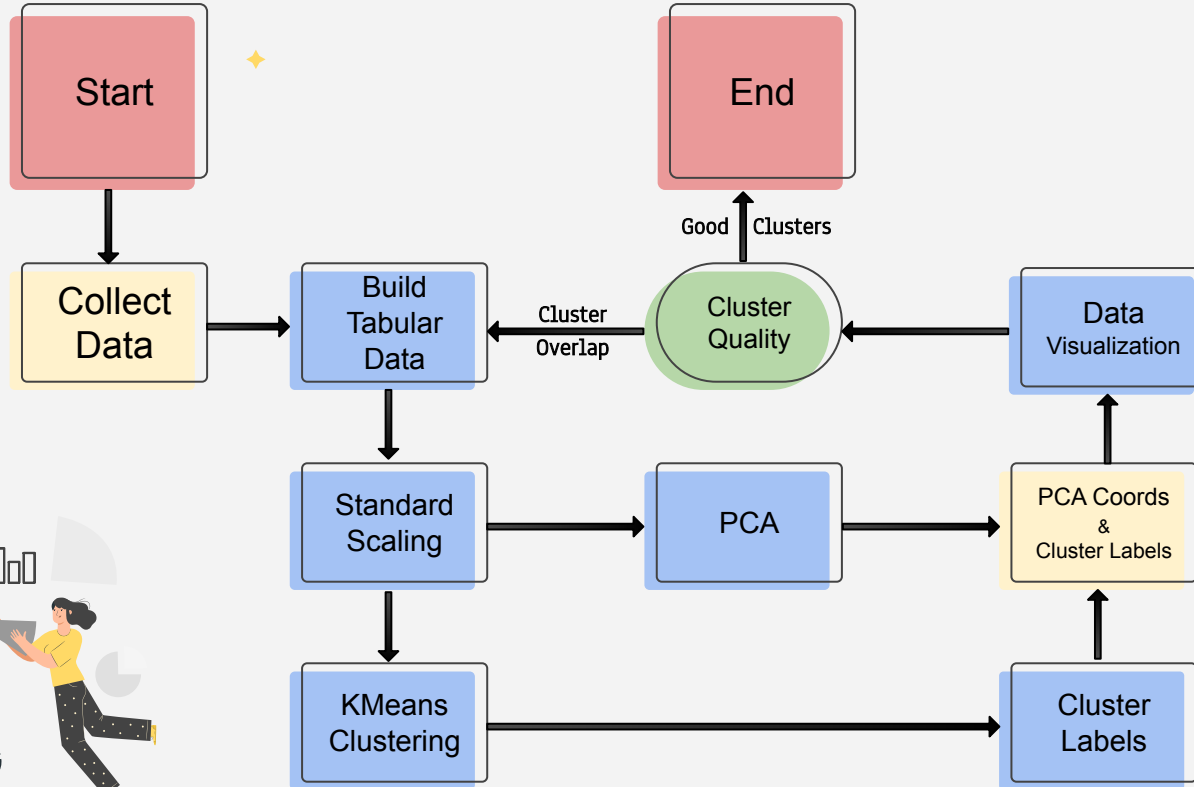 Start
End
Good Clusters
Collect
Data
Build
Tabular
Data
Cluster
Overlap
Cluster
Quality
Data
Visualization
Standard
Scaling
PCA
PCA Coords
&
Cluster Labels
KMeans
Clustering
Cluster
Labels